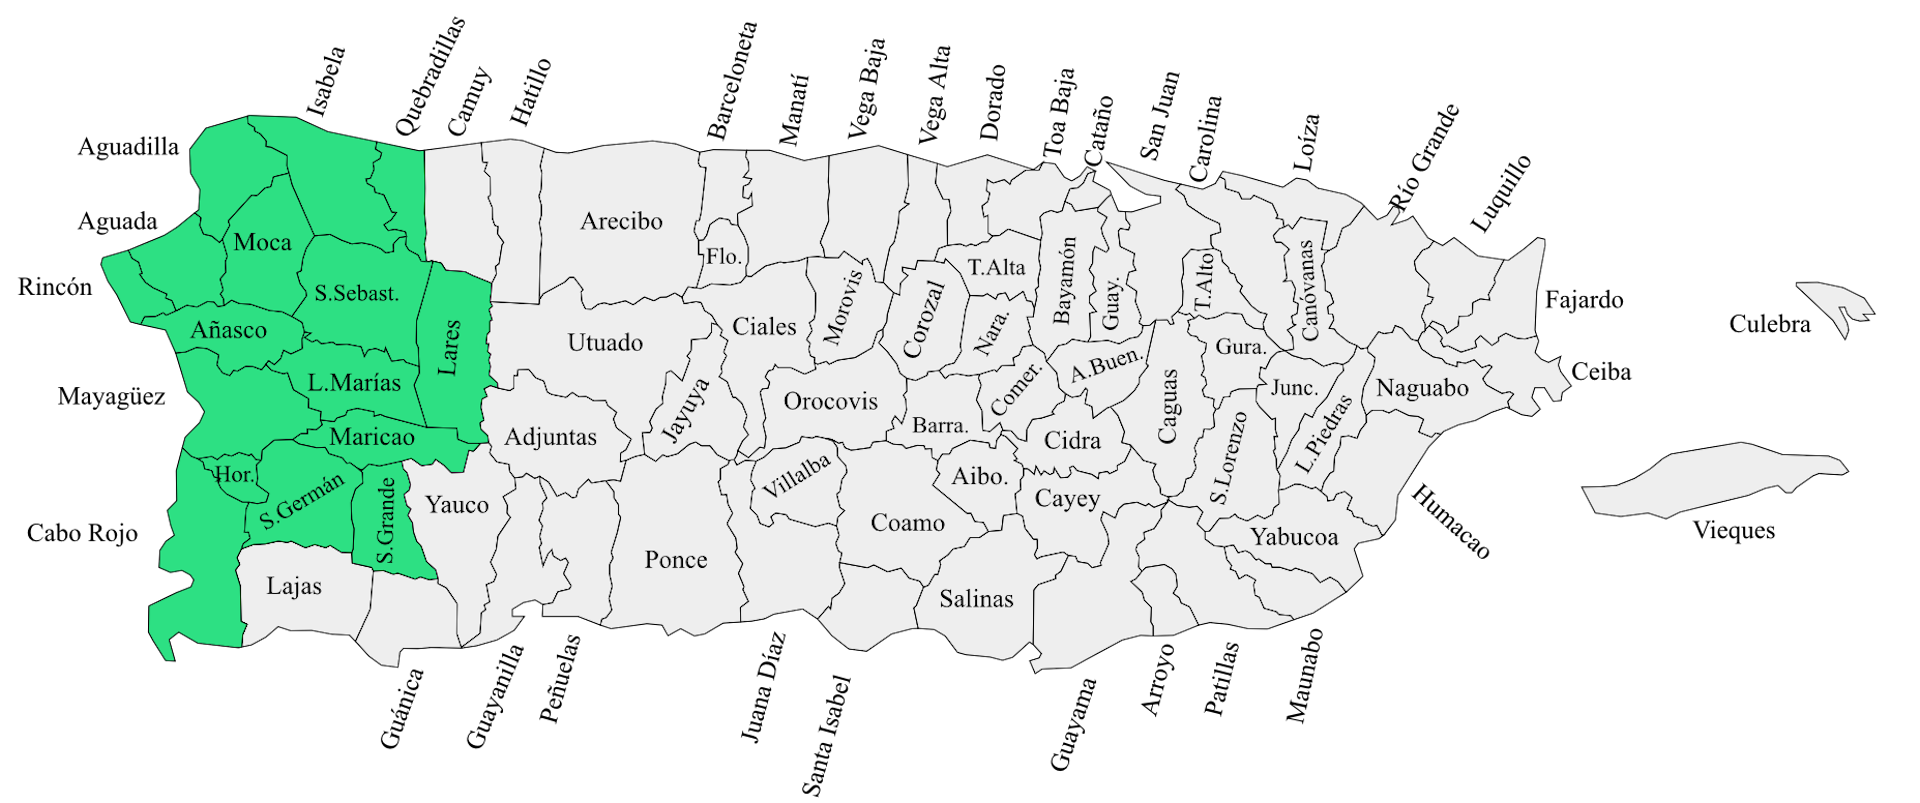 Isabela
Quebradillas
Camuy
Hatillo
Barceloneta
Manatí
Vega Baja
Vega Alta
Dorado
Toa Baja
Cataño
San Juan
Carolina
Loíza
Río Grande
Luquillo
Aguadilla
Aguada
Moca
Arecibo
Flo.
T.Alta
Bayamón
Guay.
T.Alto
Canóvanas
Rincón
S.Sebast.
Fajardo
Culebra
Añasco
Lares
Utuado
Ciales
Morovis
Corozal
Nara.
A.Buen.
Gura.
Ceiba
Mayagüez
L.Marías
Jayuya
Orocovis
Comer.
Caguas
Junc.
Naguabo
Maricao
Adjuntas
Barra.
Cidra
S.Lorenzo
L.Piedras
Hor.
S.Germán
S.Grande
Yauco
Villalba
Aibo.
Cayey
Humacao
Cabo Rojo
Coamo
Yabucoa
Vieques
Lajas
Ponce
Salinas
Guánica
Guayanilla
Peñuelas
Juana Díaz
Santa Isabel
Guayama
Arroyo
Patillas
Maunabo